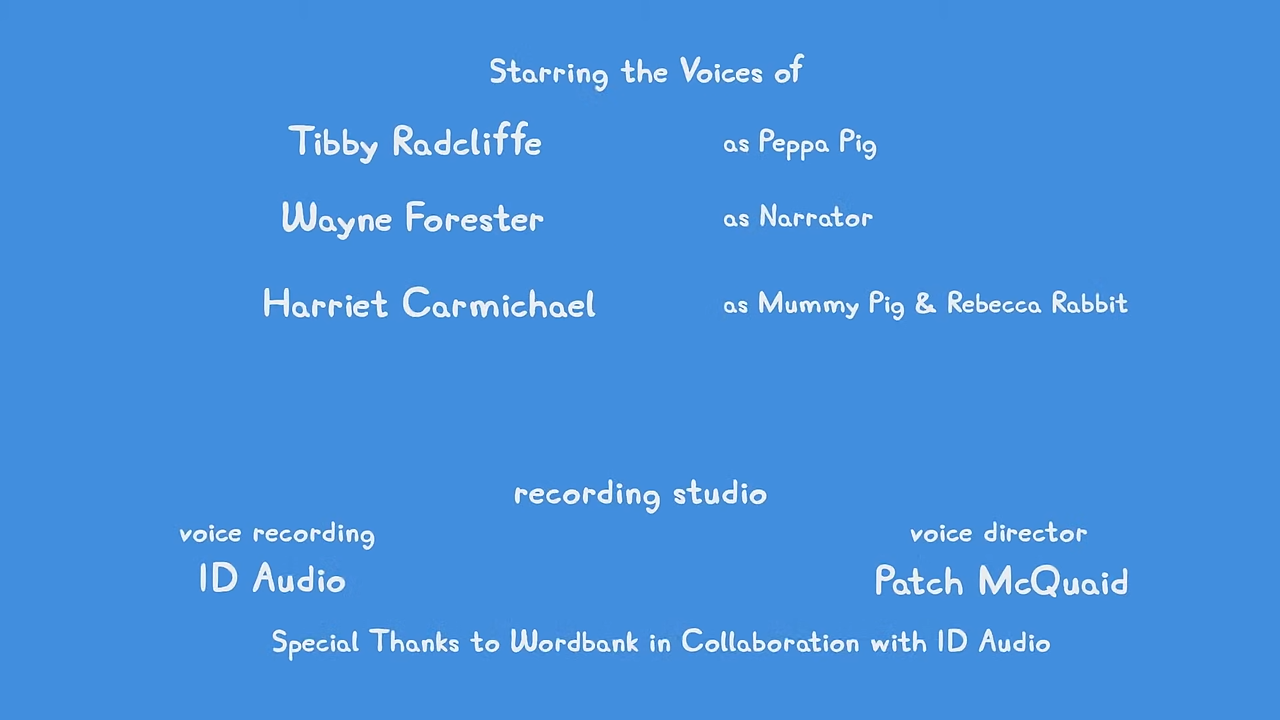 Starring the Voices of
Tibby Radcliffe as Peppa Pig
Wayne Forester as Narrator
Harriet Carmichael as Mummy Pig & Rebecca Rabbit
recording studio
voice recording voice director
ID Audio Patch McQuaid
Special Thanks to Wordbank in Collaboration with ID Audio